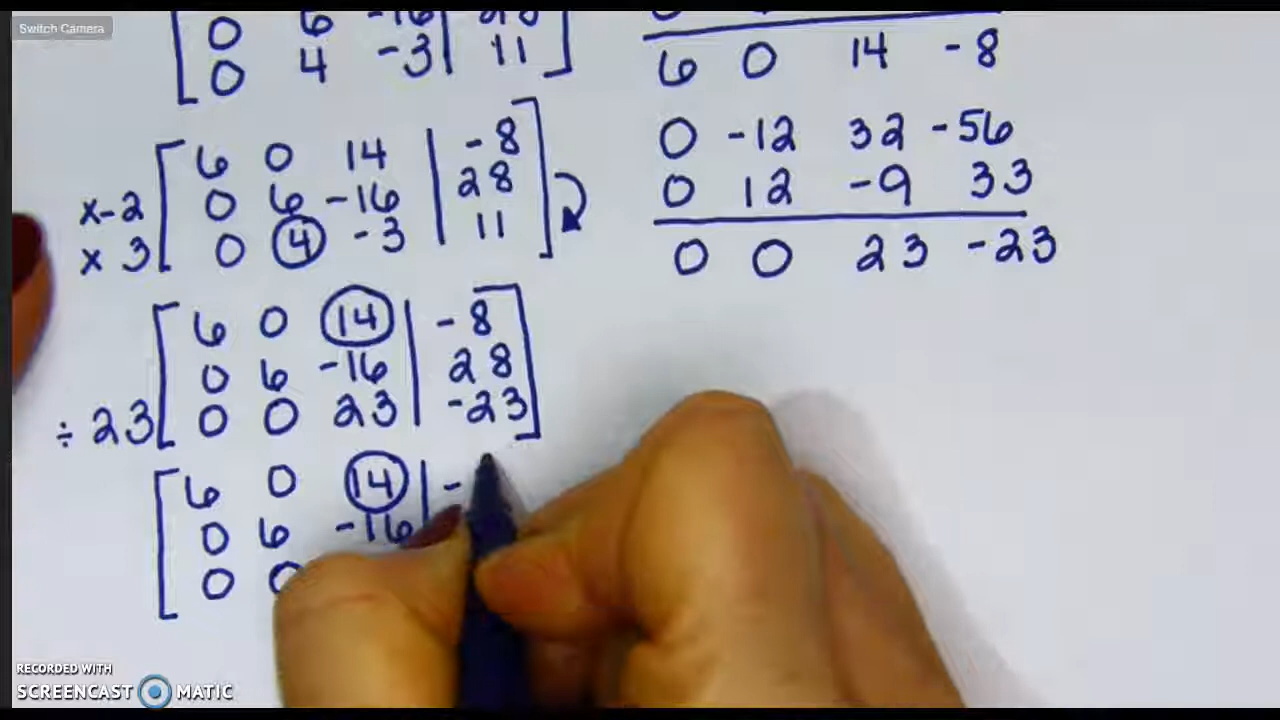 Switch Camera
0 6 -16 | 28
0 4 -3 | 11
6 0 14 -8
x-2
x 3
6 0 14 | -8
0 6 -16 | 28
0 4 -3 | 11
0 -12 32 -56
0 12 -9 33
0 0 23 -23
÷ 23
6 0 14 | -8
0 6 -16 | 28
0 0 23 | -23
6 0 14 | -
0 6 -16
0 0
RECORDED WITH
SCREENCAST MATIC